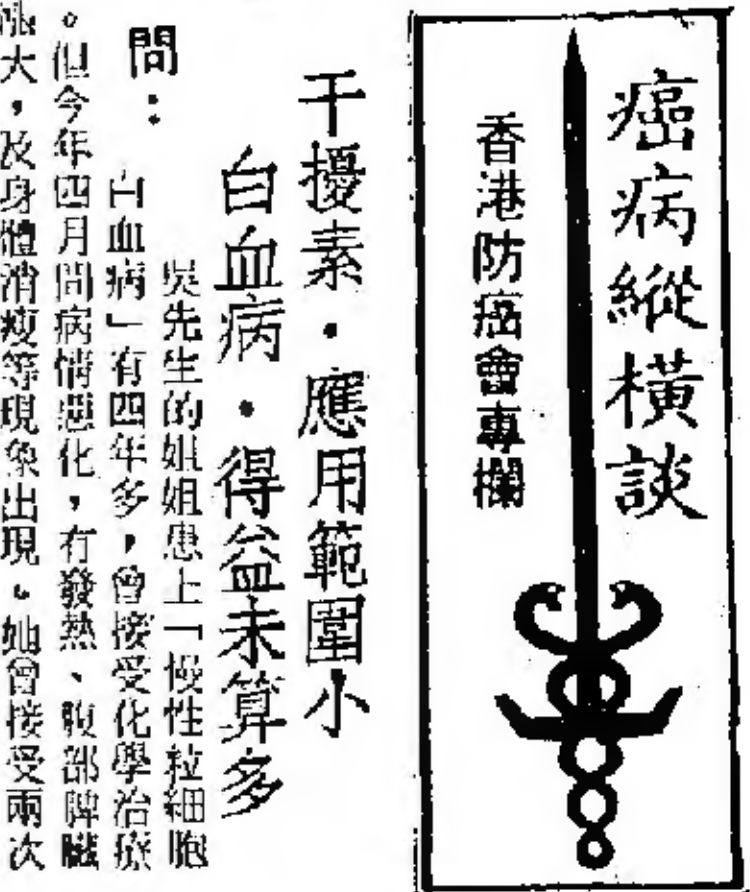 癌病縱橫談
香港防癌會專欄
干擾素·應用範圍小
白血病·得益未算多
問：
吳先生的姐姐患上「慢性粒細胞
白血病」有四年多，曾接受化學治療
。但今年四月間病情惡化，有發熱、腹部脾臟
脹大，及身體消瘦等現象出現。她曾接受兩次